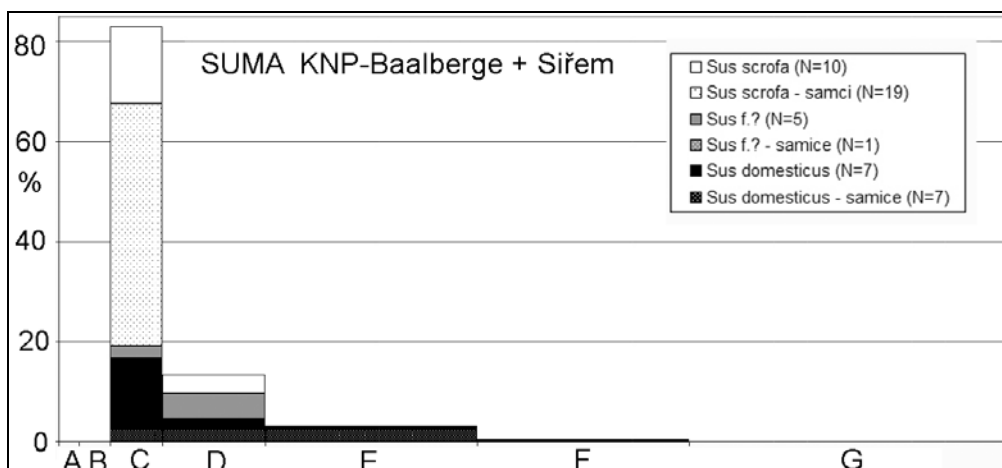 80
60
%
40
20
0
SUMA KNP-Baalberge + Siřem
Sus scrofa (N=10)
Sus scrofa - samci (N=19)
Sus f.? (N=5)
Sus f.? - samice (N=1)
Sus domesticus (N=7)
Sus domesticus - samice (N=7)
A B C D E F G